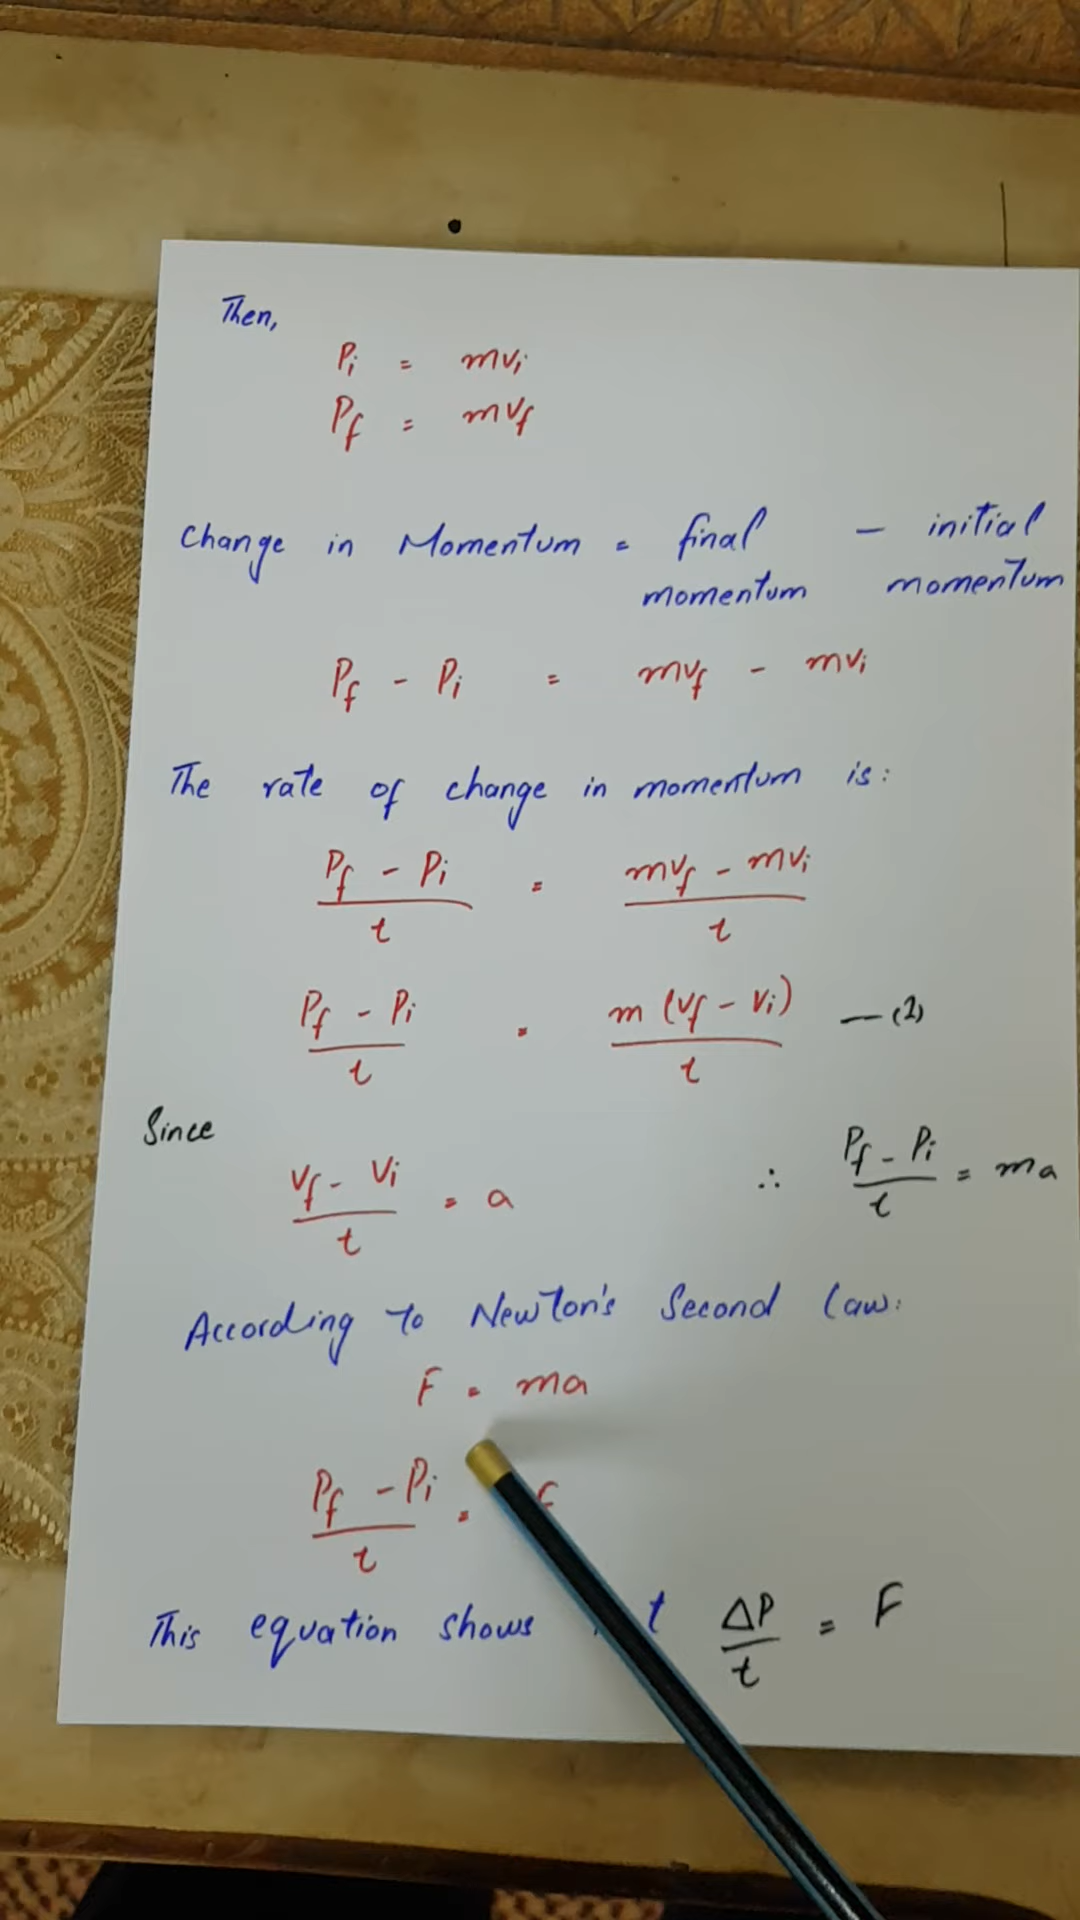 Then,
Pi = mvi
Pf = mvf
Change in Momentum = final momentum - initial momentum
Pf - Pi = mvf - mvi
The rate of change in momentum is:
Pf - Pi / t = mvf - mvi / t
Pf - Pi / t = m (vf - vi) / t — (2)
Since
Vf - Vi / t = a ∴ Pf - Pi / t = ma
According to Newton's Second Law:
F = ma
Pf - Pi / t =
This equation shows ΔP / t = F